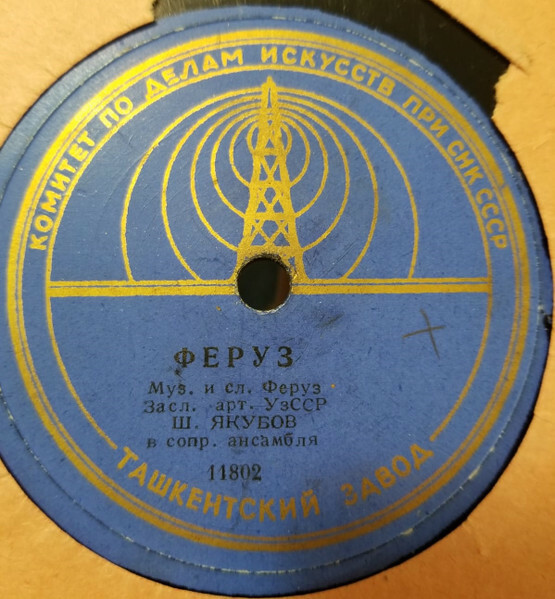 КОМИТЕТ ПО ДЕЛАМ ИСКУССТВ ПРИ СНК СССР
ФЕРУЗ
Муз. и сл. Феруз
Засл. арт. УзССР
Ш. ЯКУБОВ
в сопр. ансамбля
11802
ТАШКЕНТСКИЙ ЗАВОД